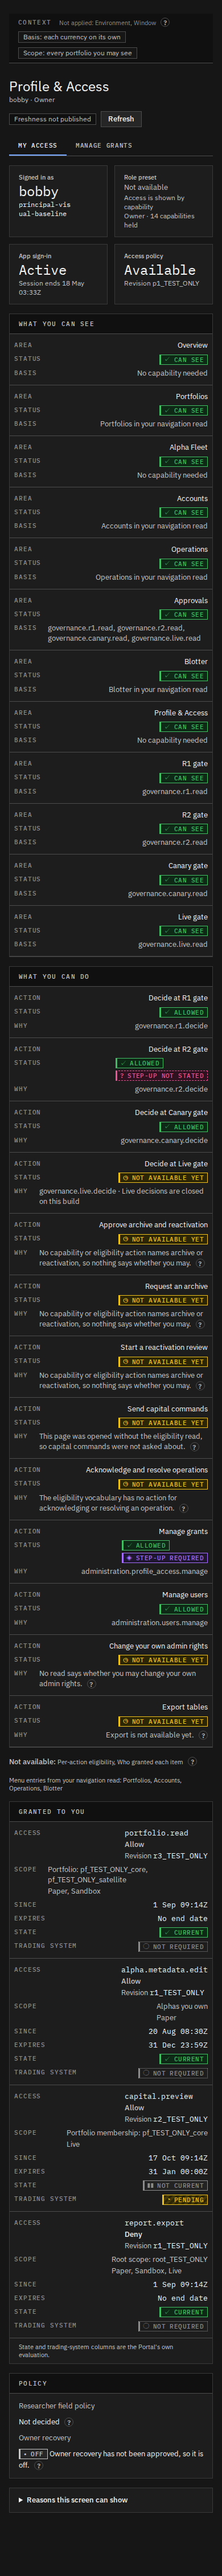 CONTEXT Not applied: Environment, Window ?
Basis: each currency on its own
Scope: every portfolio you may see
Profile & Access
bobby · Owner
Freshness not published Refresh
MY ACCESS MANAGE GRANTS
Signed in as
bobby
principal-vis
ual-baseline
Role preset
Not available
Access is shown by
capability
Owner · 14 capabilities
held
App sign-in
Active
Session ends 18 May
03:33Z
Access policy
Available
Revision p1_TEST_ONLY
WHAT YOU CAN SEE
AREA Overview
STATUS ✓ CAN SEE
BASIS No capability needed
AREA Portfolios
STATUS ✓ CAN SEE
BASIS Portfolios in your navigation read
AREA Alpha Fleet
STATUS ✓ CAN SEE
BASIS No capability needed
AREA Accounts
STATUS ✓ CAN SEE
BASIS Accounts in your navigation read
AREA Operations
STATUS ✓ CAN SEE
BASIS Operations in your navigation read
AREA Approvals
STATUS ✓ CAN SEE
BASIS governance.r1.read, governance.r2.read,
governance.canary.read, governance.live.read
AREA Blotter
STATUS ✓ CAN SEE
BASIS Blotter in your navigation read
AREA Profile & Access
STATUS ✓ CAN SEE
BASIS No capability needed
AREA R1 gate
STATUS ✓ CAN SEE
BASIS governance.r1.read
AREA R2 gate
STATUS ✓ CAN SEE
BASIS governance.r2.read
AREA Canary gate
STATUS ✓ CAN SEE
BASIS governance.canary.read
AREA Live gate
STATUS ✓ CAN SEE
BASIS governance.live.read
WHAT YOU CAN DO
ACTION Decide at R1 gate
STATUS ✓ ALLOWED
WHY governance.r1.decide
ACTION Decide at R2 gate
STATUS ✓ ALLOWED
? STEP-UP NOT STATED
WHY governance.r2.decide
ACTION Decide at Canary gate
STATUS ✓ ALLOWED
WHY governance.canary.decide
ACTION Decide at Live gate
STATUS NOT AVAILABLE YET
WHY governance.live.decide · Live decisions are closed
on this build
ACTION Approve archive and reactivation
STATUS NOT AVAILABLE YET
WHY No capability or eligibility action names archive or
reactivation, so nothing says whether you may. ?
ACTION Request an archive
STATUS NOT AVAILABLE YET
WHY No capability or eligibility action names archive or
reactivation, so nothing says whether you may. ?
ACTION Start a reactivation review
STATUS NOT AVAILABLE YET
WHY No capability or eligibility action names archive or
reactivation, so nothing says whether you may. ?
ACTION Send capital commands
STATUS NOT AVAILABLE YET
WHY This page was opened without the eligibility read,
so capital commands were not asked about. ?
ACTION Acknowledge and resolve operations
STATUS NOT AVAILABLE YET
WHY The eligibility vocabulary has no action for
acknowledging or resolving an operation. ?
ACTION Manage grants
STATUS ✓ ALLOWED
◈ STEP-UP REQUIRED
WHY administration.profile_access.manage
ACTION Manage users
STATUS ✓ ALLOWED
WHY administration.users.manage
ACTION Change your own admin rights
STATUS NOT AVAILABLE YET
WHY No read says whether you may change your own
admin rights. ?
ACTION Export tables
STATUS NOT AVAILABLE YET
WHY Export is not available yet. ?
Not available: Per-action eligibility, Who granted each item ?
Menu entries from your navigation read: Portfolios, Accounts,
Operations, Blotter
GRANTED TO YOU
ACCESS portfolio.read
Allow
Revision r3_TEST_ONLY
SCOPE Portfolio: pf_TEST_ONLY_core,
pf_TEST_ONLY_satellite
Paper, Sandbox
SINCE 1 Sep 09:14Z
EXPIRES No end date
STATE ✓ CURRENT
TRADING SYSTEM NOT REQUIRED
ACCESS alpha.metadata.edit
Allow
Revision r1_TEST_ONLY
SCOPE Alphas you own
Paper
SINCE 20 Aug 08:30Z
EXPIRES 31 Dec 23:59Z
STATE ✓ CURRENT
TRADING SYSTEM NOT REQUIRED
ACCESS capital.preview
Allow
Revision r2_TEST_ONLY
SCOPE Portfolio membership: pf_TEST_ONLY_core
Live
SINCE 17 Oct 09:14Z
EXPIRES 31 Jan 00:00Z
STATE NOT CURRENT
TRADING SYSTEM PENDING
ACCESS report.export
Deny
Revision r1_TEST_ONLY
SCOPE Root scope: root_TEST_ONLY
Paper, Sandbox, Live
SINCE 1 Sep 09:14Z
EXPIRES No end date
STATE ✓ CURRENT
TRADING SYSTEM NOT REQUIRED
State and trading-system columns are the Portal's own
evaluation.
POLICY
Researcher field policy
Not decided ?
Owner recovery
• OFF Owner recovery has not been approved, so it is
off. ?
▶ Reasons this screen can show